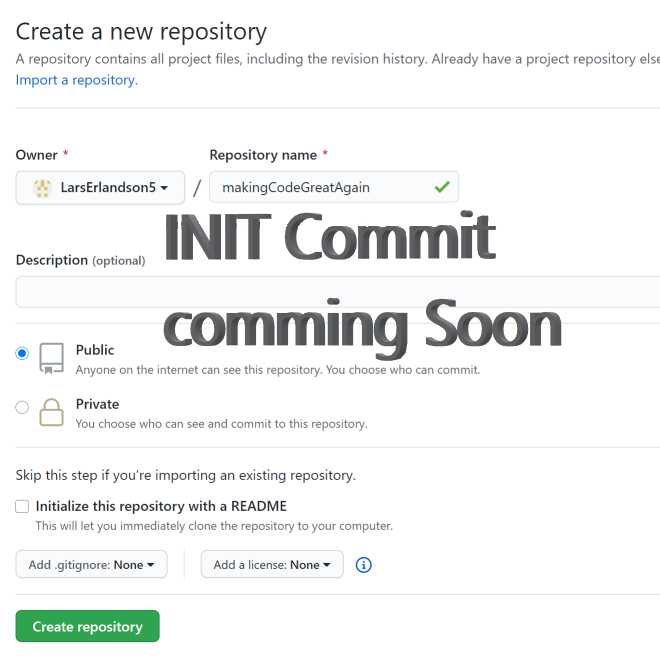 Create a new repository
A repository contains all project files, including the revision history. Already have a project repository else
Import a repository.
Owner *
Repository name *
LarsErlandson5
/
makingCodeGreatAgain
INIT Commit
Description (optional)
comming Soon
Public
Anyone on the internet can see this repository. You choose who can commit.
Private
You choose who can see and commit to this repository.
Skip this step if you're importing an existing repository.
Initialize this repository with a README
This will let you immediately clone the repository to your computer.
Add .gitignore: None
Add a license: None
Create repository